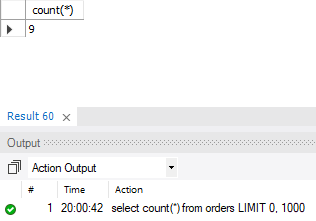 count(*)
9
Result 60
Output
Action Output
# Time Action
1 20:00:42 select count(*) from orders LIMIT 0, 1000